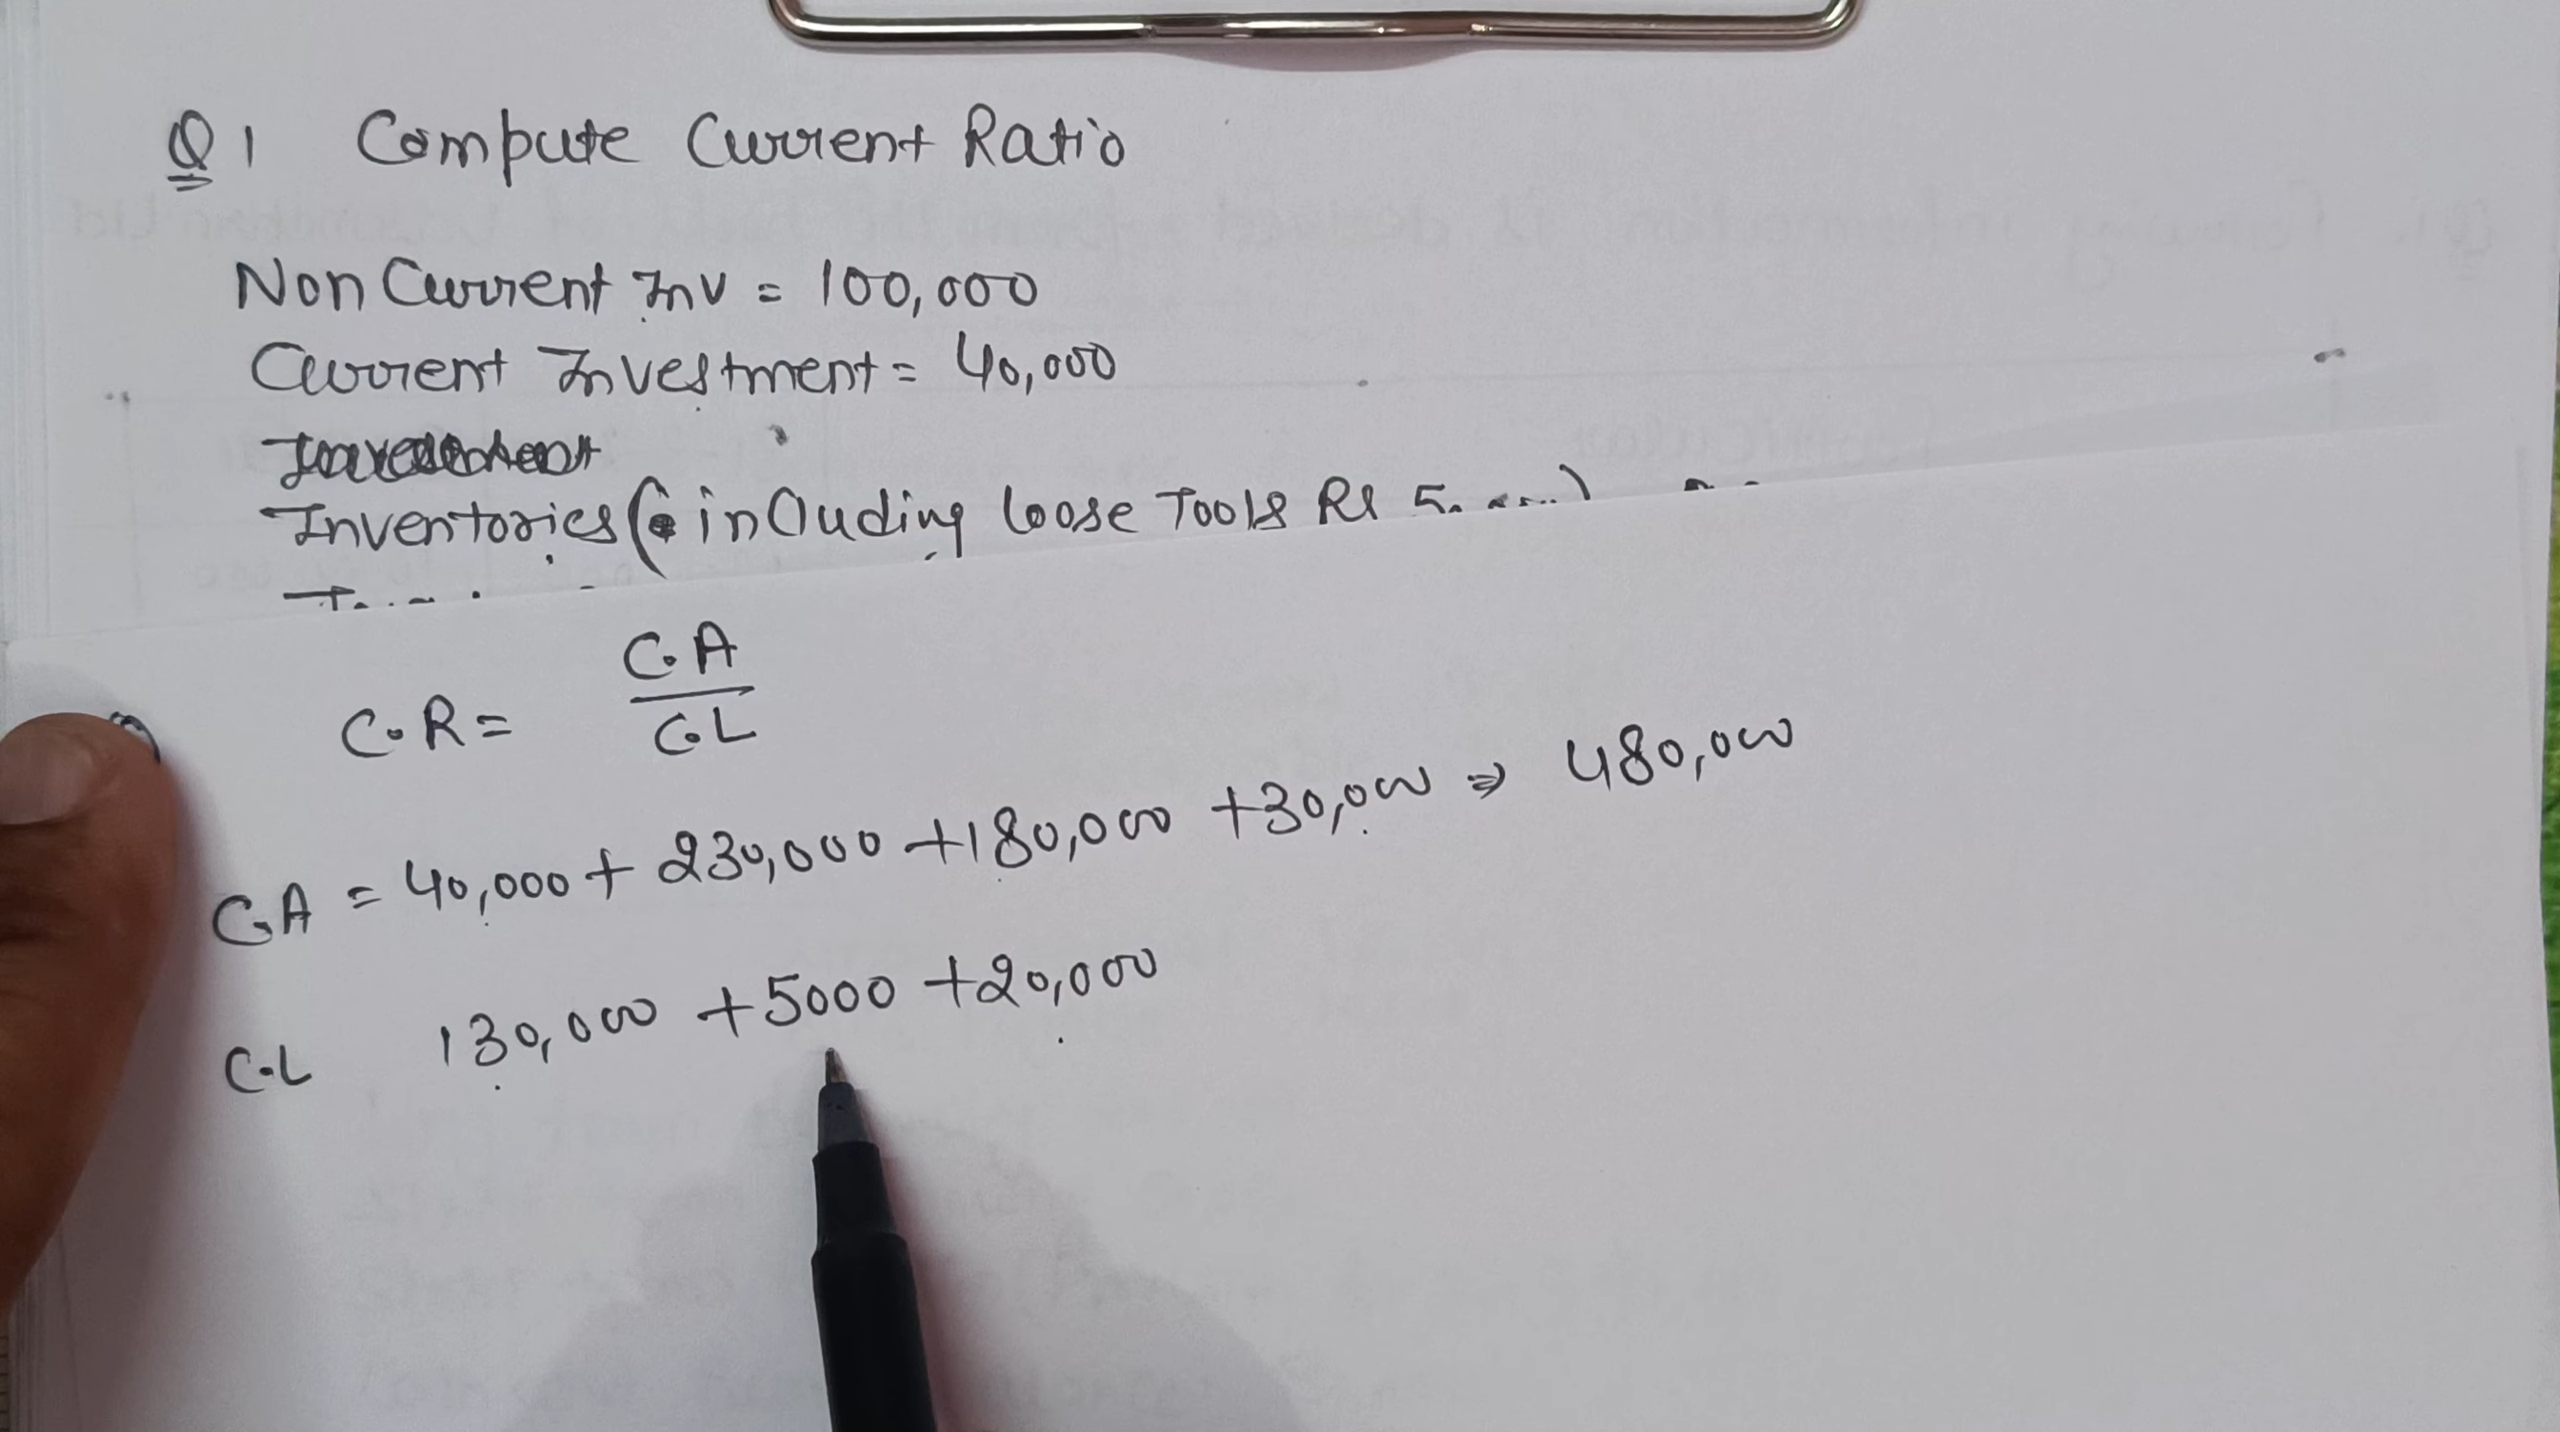 Q1 Compute Current Ratio
Non Current Inv = 100,000
Current Investment = 40,000
Inventories (including loose Tools Rs
C.R = C.A / C.L
C.A = 40,000 + 230,000 + 180,000 + 30,000 ⇒ 480,000
C.L 130,000 + 5000 + 20,000